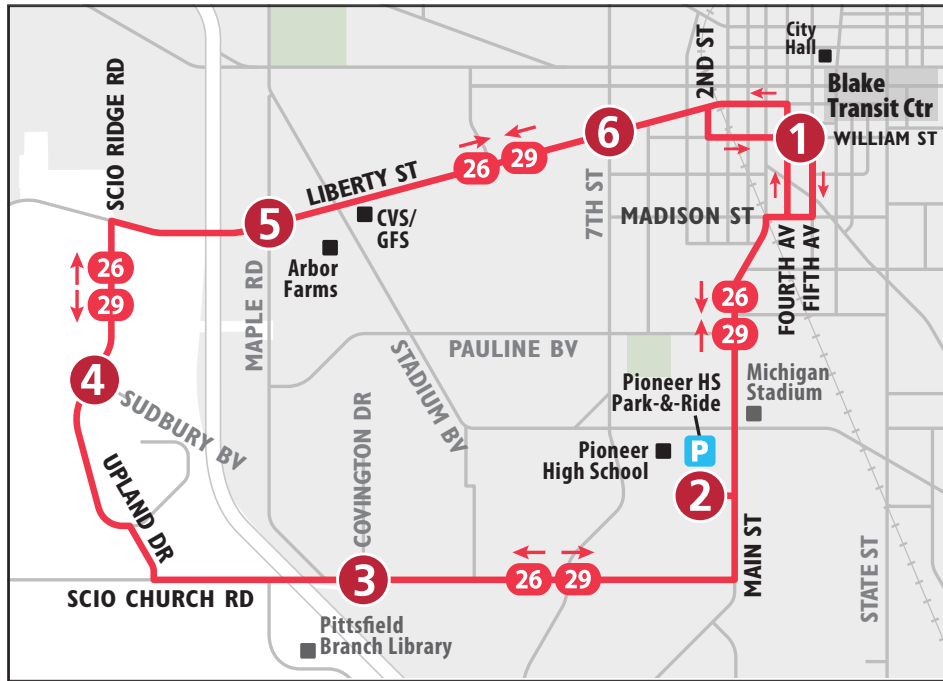 City
Hall
2ND ST
Blake
Transit Ctr
SCIO RIDGE RD
6
1
WILLIAM ST
26
29
LIBERTY ST
7TH ST
MADISON ST
5
CVS/
GFS
Arbor
Farms
FOURTH AV
FIFTH AV
26
29
MAPLE RD
26
29
PAULINE BV
STADIUM BV
4
SUDBURY BV
Pioneer HS
Park-&-Ride
Michigan
Stadium
P
Pioneer
High School
COVINGTON DR
2
UPLAND DR
MAIN ST
STATE ST
3
26
29
SCIO CHURCH RD
Pittsfield
Branch Library